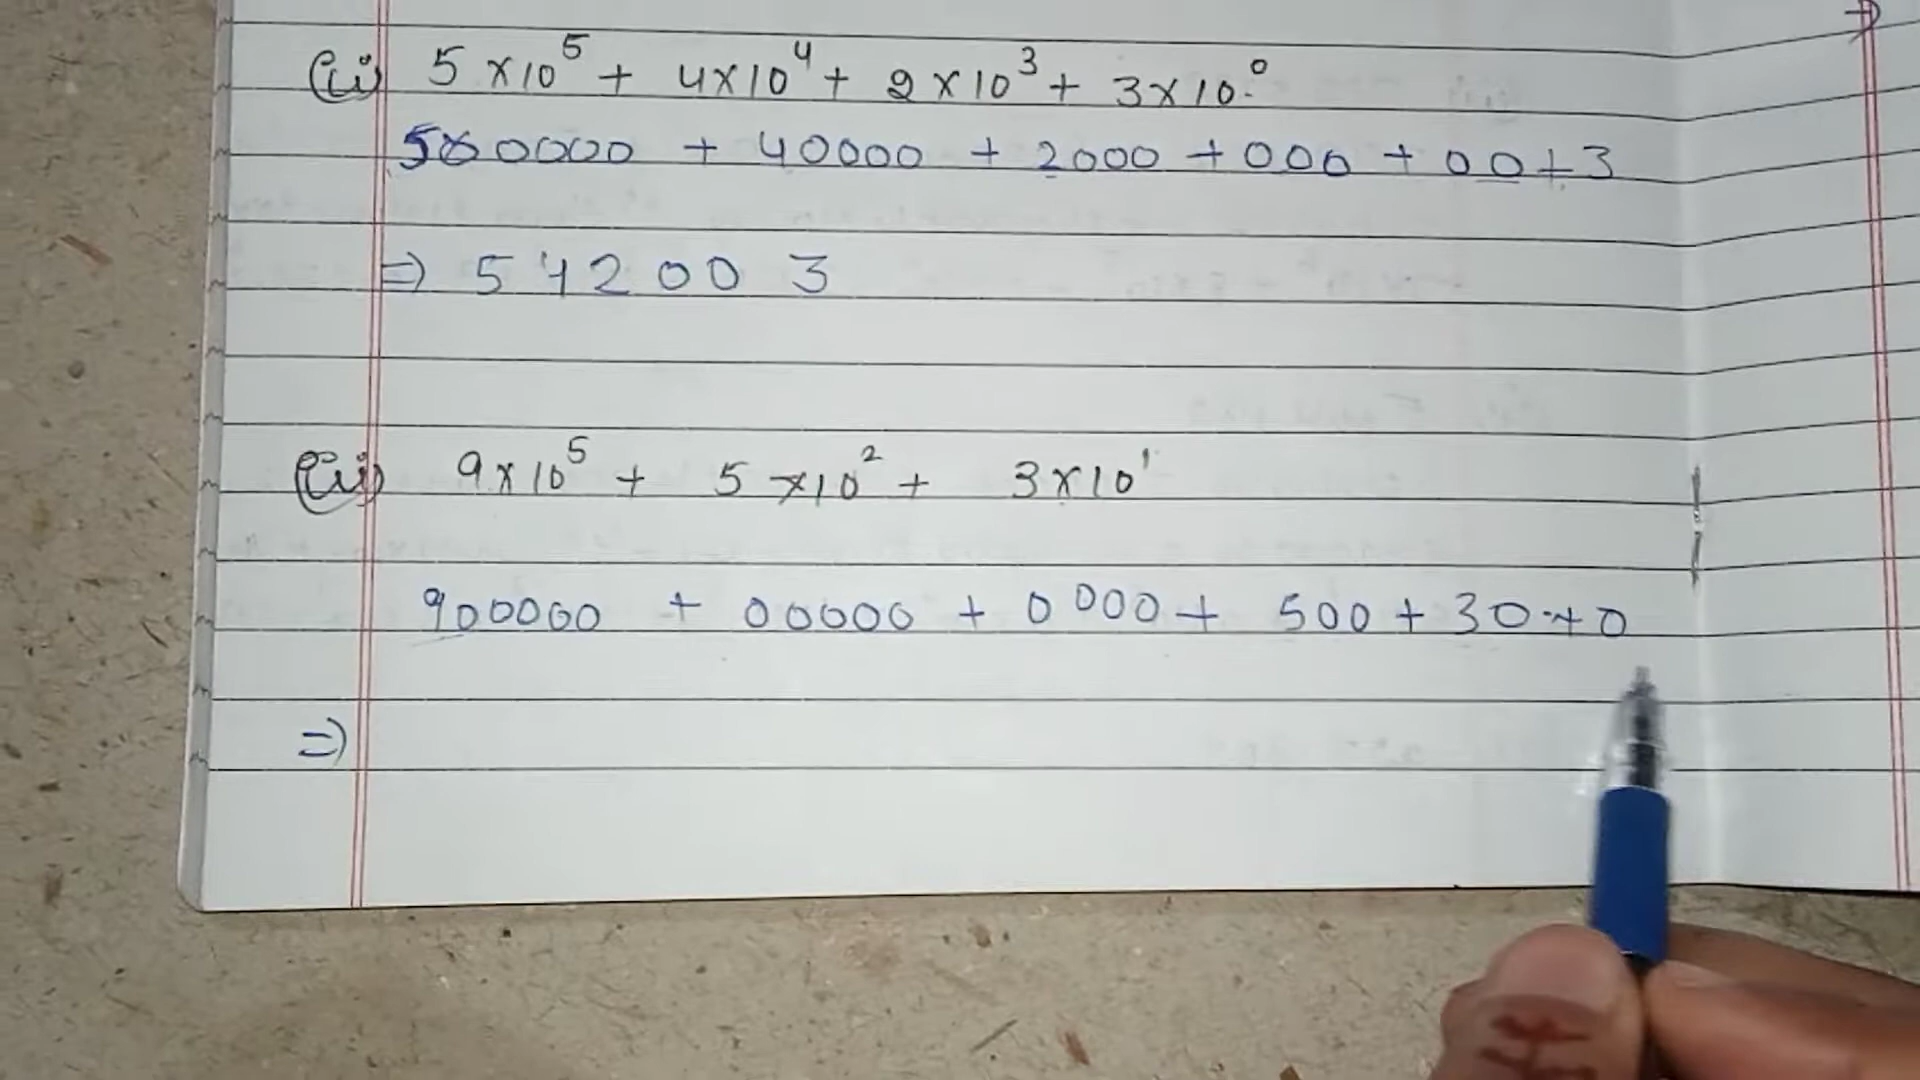 (ii) 5×10⁵ + 4×10⁴ + 2×10³ + 3×10⁰
500000 + 40000 + 2000 + 000 + 00 + 3
⇒ 542003
(iii) 9×10⁵ + 5×10² + 3×10¹
900000 + 00000 + 0000 + 500 + 30 + 0
⇒